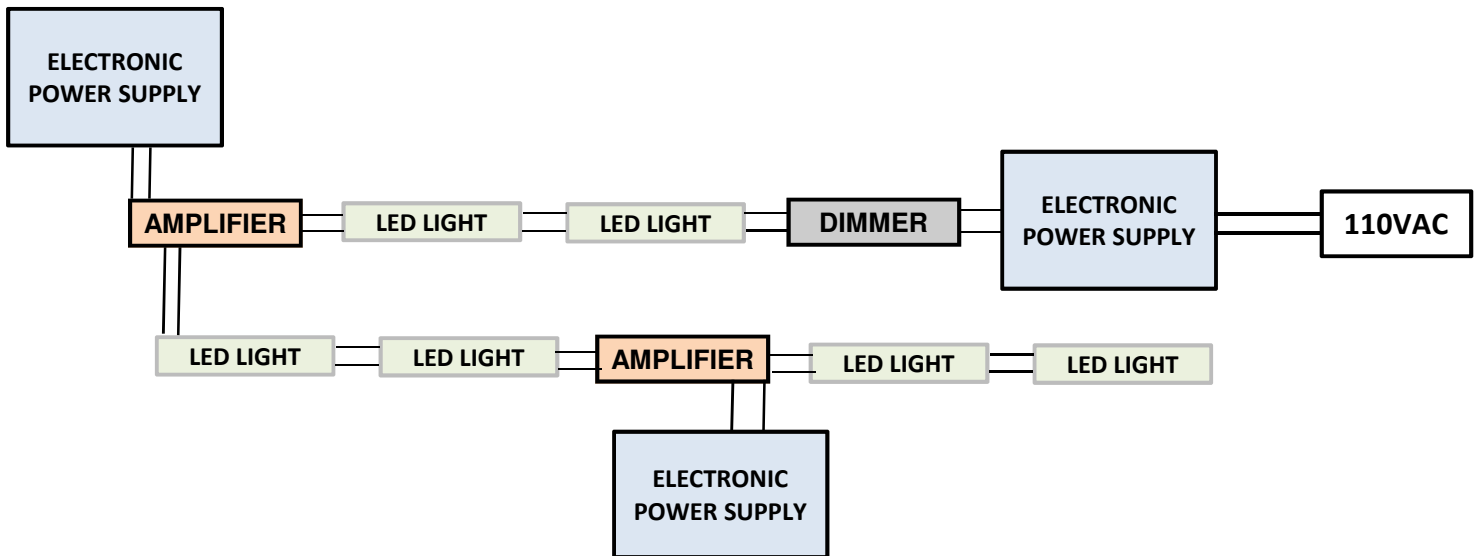 ELECTRONIC
POWER SUPPLY
AMPLIFIER
LED LIGHT
LED LIGHT
DIMMER
ELECTRONIC
POWER SUPPLY
110VAC
LED LIGHT
LED LIGHT
AMPLIFIER
LED LIGHT
LED LIGHT
ELECTRONIC
POWER SUPPLY